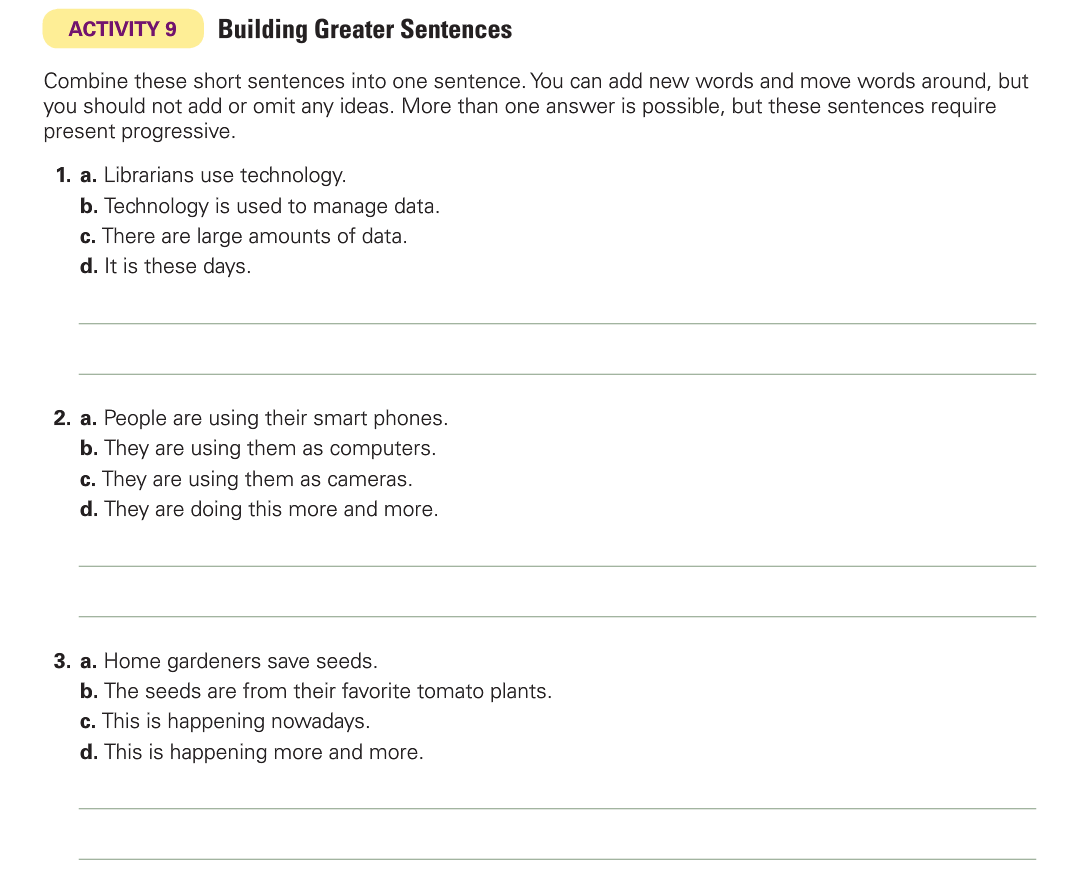 ACTIVITY 9 Building Greater Sentences
Combine these short sentences into one sentence. You can add new words and move words around, but
you should not add or omit any ideas. More than one answer is possible, but these sentences require
present progressive.
1. a. Librarians use technology.
b. Technology is used to manage data.
c. There are large amounts of data.
d. It is these days.
2. a. People are using their smart phones.
b. They are using them as computers.
c. They are using them as cameras.
d. They are doing this more and more.
3. a. Home gardeners save seeds.
b. The seeds are from their favorite tomato plants.
c. This is happening nowadays.
d. This is happening more and more.